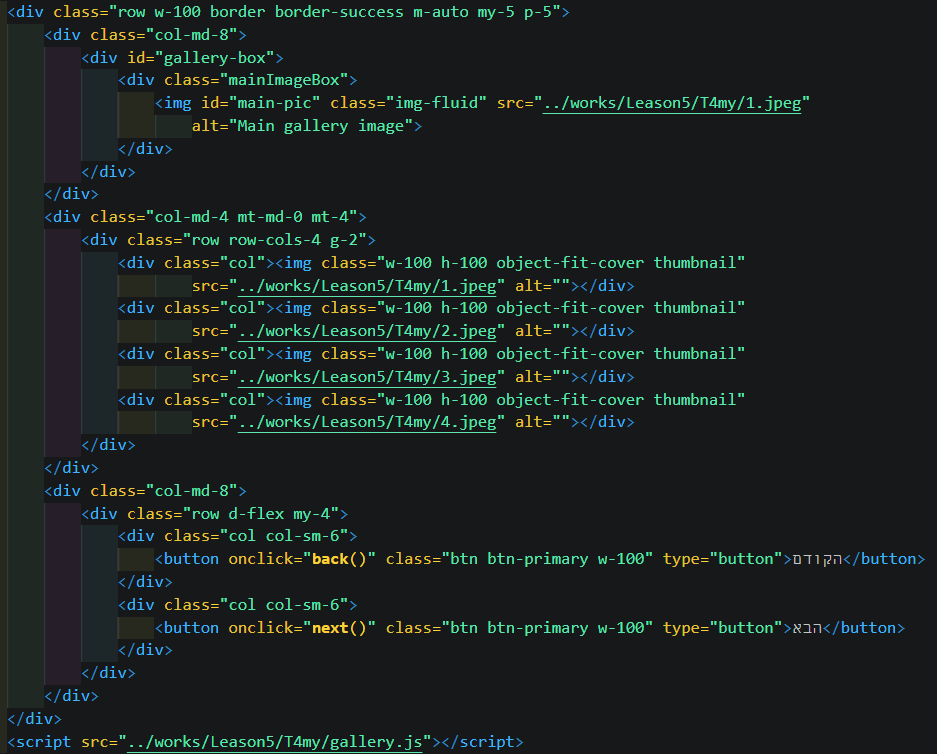 <div class="row w-100 border border-success m-auto my-5 p-5">
<div class="col-md-8">
<div id="gallery-box">
<div class="mainImageBox">
<img id="main-pic" class="img-fluid" src="../works/Leason5/T4my/1.jpeg"
alt="Main gallery image">
</div>
</div>
</div>
<div class="col-md-4 mt-md-0 mt-4">
<div class="row row-cols-4 g-2">
<div class="col"><img class="w-100 h-100 object-fit-cover thumbnail"
src="../works/Leason5/T4my/1.jpeg" alt=""></div>
<div class="col"><img class="w-100 h-100 object-fit-cover thumbnail"
src="../works/Leason5/T4my/2.jpeg" alt=""></div>
<div class="col"><img class="w-100 h-100 object-fit-cover thumbnail"
src="../works/Leason5/T4my/3.jpeg" alt=""></div>
<div class="col"><img class="w-100 h-100 object-fit-cover thumbnail"
src="../works/Leason5/T4my/4.jpeg" alt=""></div>
</div>
</div>
<div class="col-md-8">
<div class="row d-flex my-4">
<div class="col col-sm-6">
<button onclick="back()" class="btn btn-primary w-100" type="button">הקודם</button>
</div>
<div class="col col-sm-6">
<button onclick="next()" class="btn btn-primary w-100" type="button">הבא</button>
</div>
</div>
</div>
</div>
<script src="../works/Leason5/T4my/gallery.js"></script>